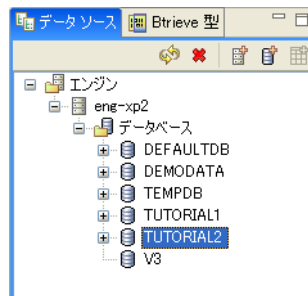 データ ソース Btrieve 型
エンジン
eng-xp2
データベース
DEFAULTDB
DEMODATA
TEMPDB
TUTORIAL1
TUTORIAL2
V3